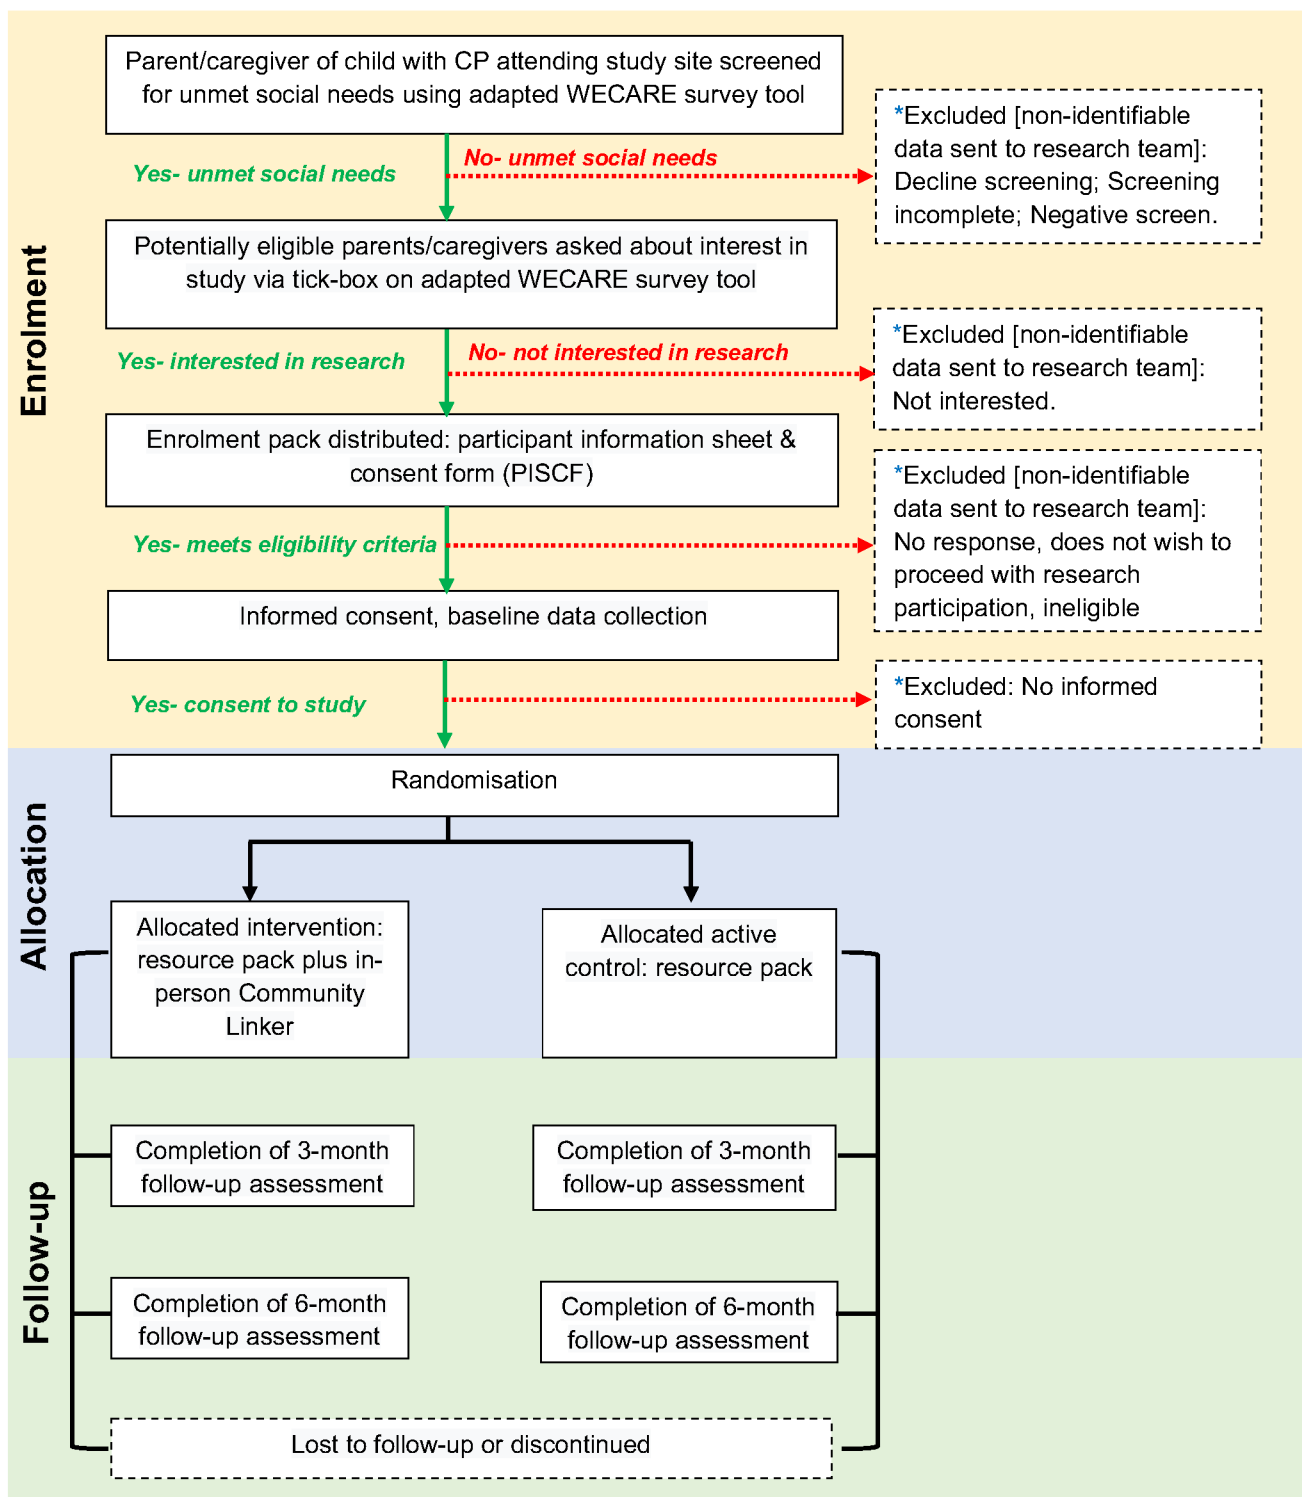 Enrolment
Parent/caregiver of child with CP attending study site screened
for unmet social needs using adapted WECARE survey tool
Yes- unmet social needs
No- unmet social needs
*Excluded [non-identifiable
data sent to research team]:
Decline screening; Screening
incomplete; Negative screen.
Potentially eligible parents/caregivers asked about interest in
study via tick-box on adapted WECARE survey tool
Yes- interested in research
No- not interested in research
*Excluded [non-identifiable
data sent to research team]:
Not interested.
Enrolment pack distributed: participant information sheet &
consent form (PISCF)
Yes- meets eligibility criteria
*Excluded [non-identifiable
data sent to research team]:
No response, does not wish to
proceed with research
participation, ineligible
Informed consent, baseline data collection
Yes- consent to study
*Excluded: No informed
consent
Allocation
Randomisation
Allocated intervention:
resource pack plus in-
person Community
Linker
Allocated active
control: resource pack
Follow-up
Completion of 3-month
follow-up assessment
Completion of 3-month
follow-up assessment
Completion of 6-month
follow-up assessment
Completion of 6-month
follow-up assessment
Lost to follow-up or discontinued